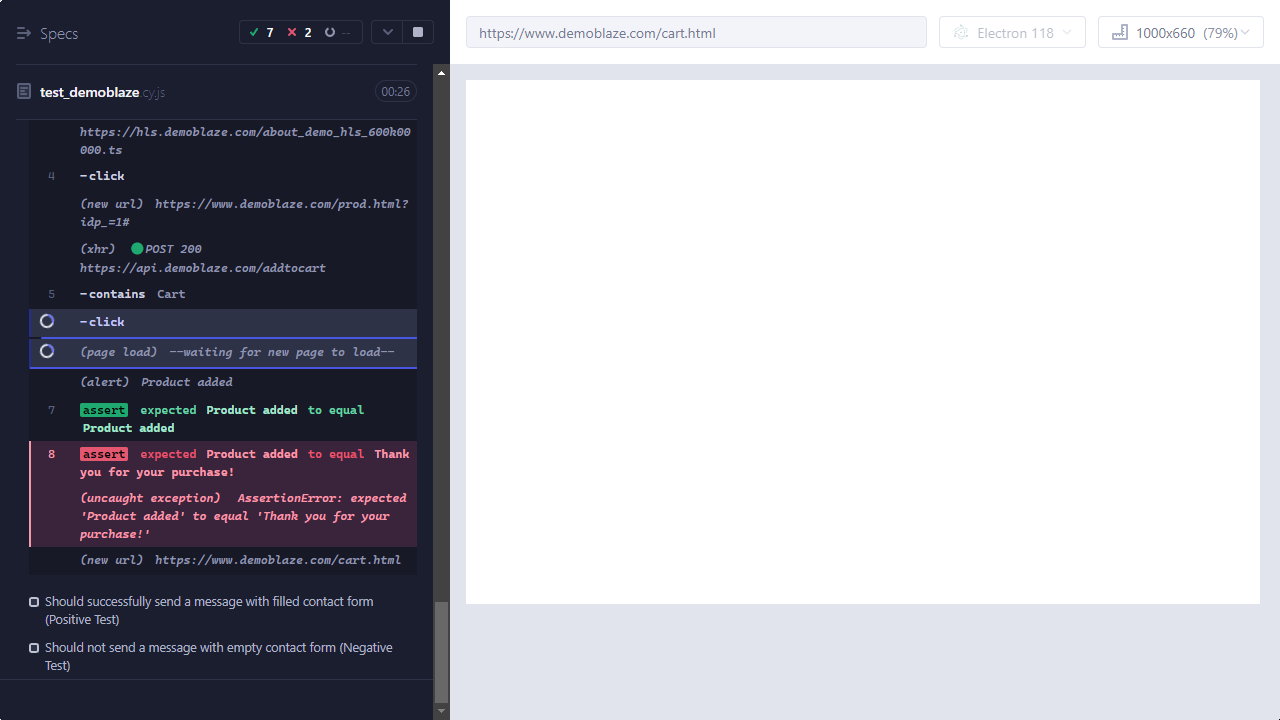 Specs
7
2
--
https://www.demoblaze.com/cart.html
Electron 118
1000x660 (79%)
test_demoblaze.cy.js
00:26
https://hls.demoblaze.com/about_demo_hls_600k00
000.ts
4 -click
(new url) https://www.demoblaze.com/prod.html?
idp_=1#
(xhr) POST 200
https://api.demoblaze.com/addtocart
5 -contains Cart
-click
(page load) --waiting for new page to load--
(alert) Product added
7 assert expected Product added to equal
Product added
8 assert expected Product added to equal Thank
you for your purchase!
(uncaught exception) AssertionError: expected
'Product added' to equal 'Thank you for your
purchase!'
(new url) https://www.demoblaze.com/cart.html
Should successfully send a message with filled contact form
(Positive Test)
Should not send a message with empty contact form (Negative
Test)